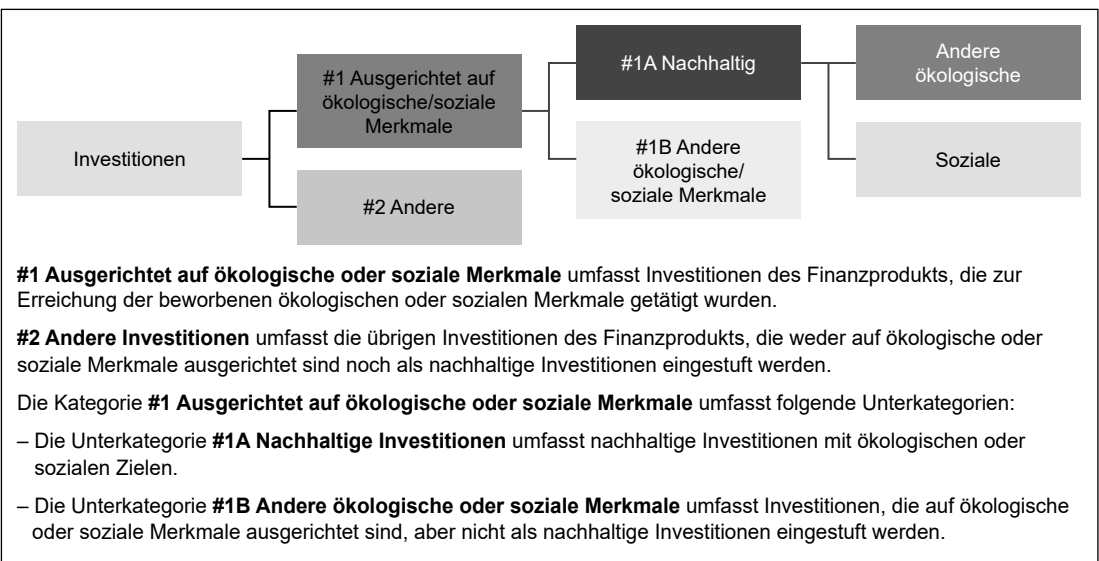 Investitionen
#1 Ausgerichtet auf
ökologische/soziale
Merkmale
#2 Andere
#1A Nachhaltig
#1B Andere
ökologische/
soziale Merkmale
Andere
ökologische
Soziale
#1 Ausgerichtet auf ökologische oder soziale Merkmale umfasst Investitionen des Finanzprodukts, die zur
Erreichung der beworbenen ökologischen oder sozialen Merkmale getätigt wurden.
#2 Andere Investitionen umfasst die übrigen Investitionen des Finanzprodukts, die weder auf ökologische oder
soziale Merkmale ausgerichtet sind noch als nachhaltige Investitionen eingestuft werden.
Die Kategorie #1 Ausgerichtet auf ökologische oder soziale Merkmale umfasst folgende Unterkategorien:
– Die Unterkategorie #1A Nachhaltige Investitionen umfasst nachhaltige Investitionen mit ökologischen oder
sozialen Zielen.
– Die Unterkategorie #1B Andere ökologische oder soziale Merkmale umfasst Investitionen, die auf ökologische
oder soziale Merkmale ausgerichtet sind, aber nicht als nachhaltige Investitionen eingestuft werden.